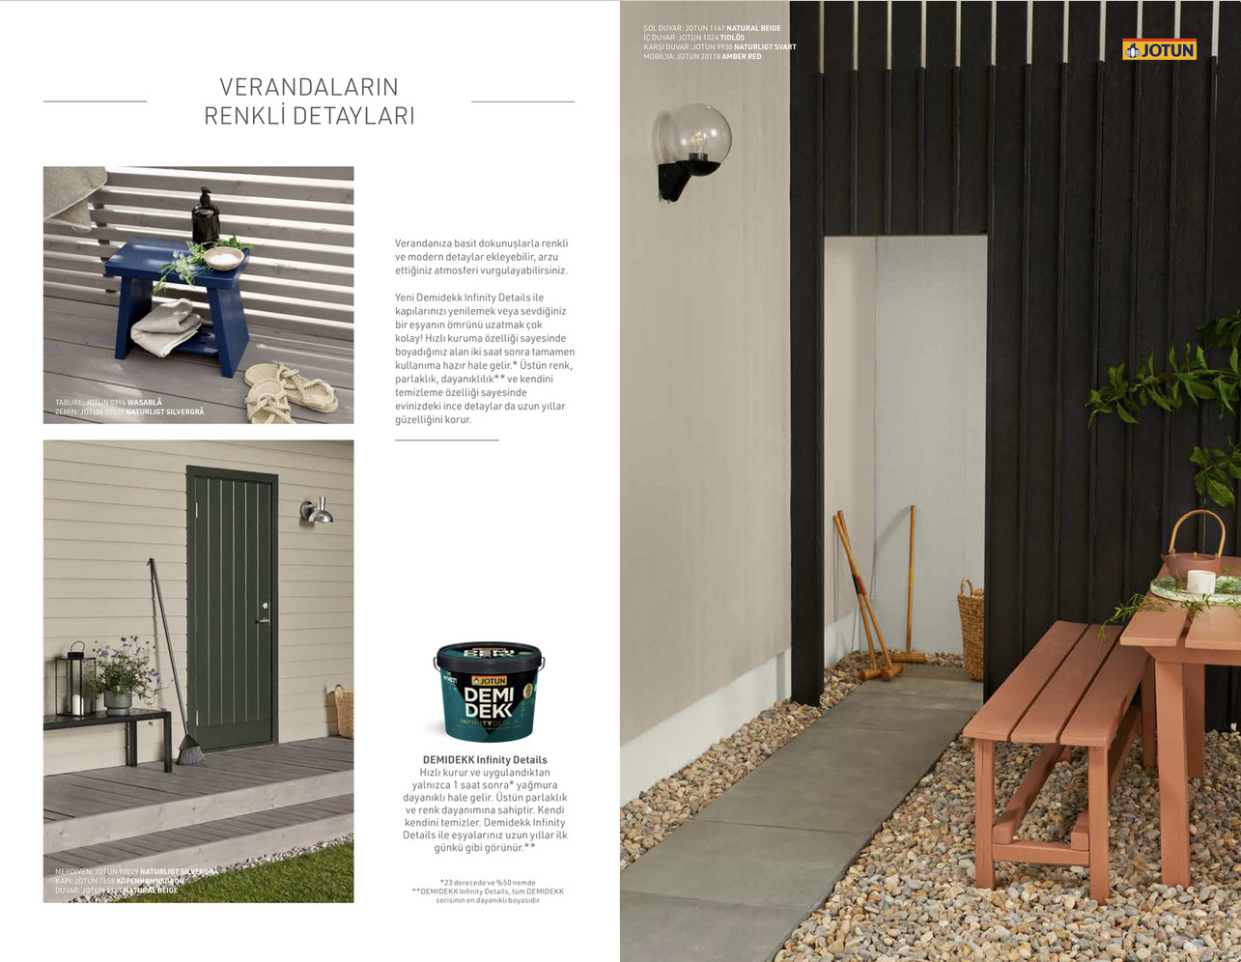 VERANDALARIN
RENKLİ DETAYLARI
TABURE: JOTUN 0396 WASABLÅ
ZEMİN: JOTUN 90029 NATURLIGT SILVERGRÅ
Verandanıza basit dokunuşlarla renkli
ve modern detaylar ekleyebilir, arzu
ettiğiniz atmosferi vurgulayabilirsiniz.
Yeni Demidekk Infinity Details ile
kapılarınızı yenilemek veya sevdiğiniz
bir eşyanın ömrünü uzatmak çok
kolay! Hızlı kuruma özelliği sayesinde
boyadığınız alan iki saat sonra tamamen
kullanıma hazır hale gelir.* Üstün renk,
parlaklık, dayanıklılık** ve kendini
temizleme özelliği sayesinde
evinizdeki ince detaylar da uzun yıllar
güzelliğini korur.
MERDİVEN: JOTUN 90029 NATURLIGT SILVERGRÅ
KAPI: JOTUN 7658 KÖPENHAMNSGRÖN
DUVAR: JOTUN 1141 NATURAL BEIGE
JOTUN
DEMI
DEKK
INFINITY
DEMIDEKK Infinity Details
Hızlı kurur ve uygulandıktan
yalnızca 1 saat sonra* yağmura
dayanıklı hale gelir. Üstün parlaklık
ve renk dayanımına sahiptir. Kendi
kendini temizler. Demidekk Infinity
Details ile eşyalarınız uzun yıllar ilk
günkü gibi görünür.**
*23 derecede ve %50 nemde
**DEMIDEKK Infinity Details, tüm DEMIDEKK
serisinin en dayanıklı boyasıdır
SOL DUVAR: JOTUN 1141 NATURAL BEIGE
İÇ DUVAR: JOTUN 1024 TIDLÖS
KARŞI DUVAR: JOTUN 9938 NATURLIGT SVART
MOBİLYA: JOTUN 20118 AMBER RED
JOTUN